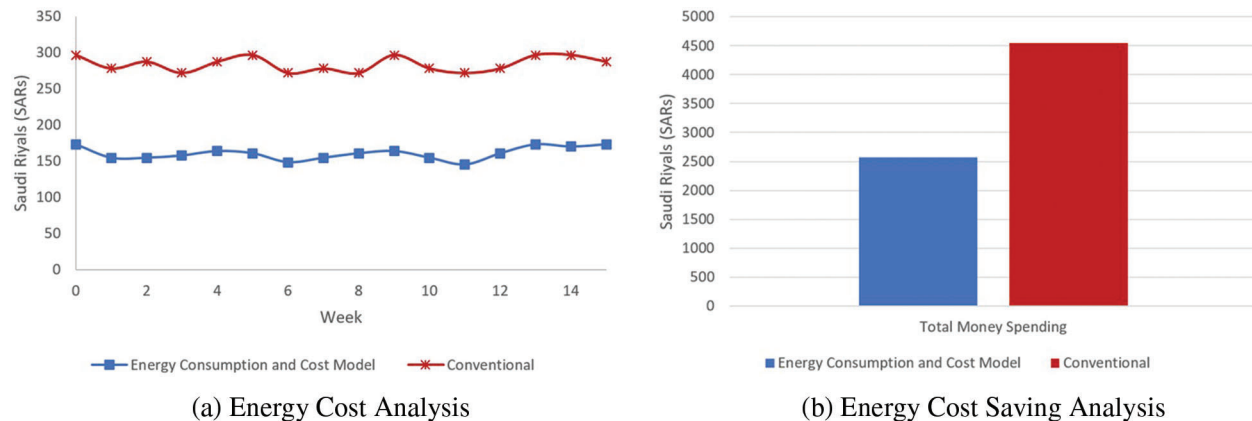 350
300
250
200
150
100
50
0
Saudi Riyals (SARs)
0 2 4 6 8 10 12 14
Week
Energy Consumption and Cost Model Conventional
(a) Energy Cost Analysis
5000
4500
4000
3500
3000
2500
2000
1500
1000
500
0
Saudi Riyals (SARs)
Total Money Spending
Energy Consumption and Cost Model Conventional
(b) Energy Cost Saving Analysis